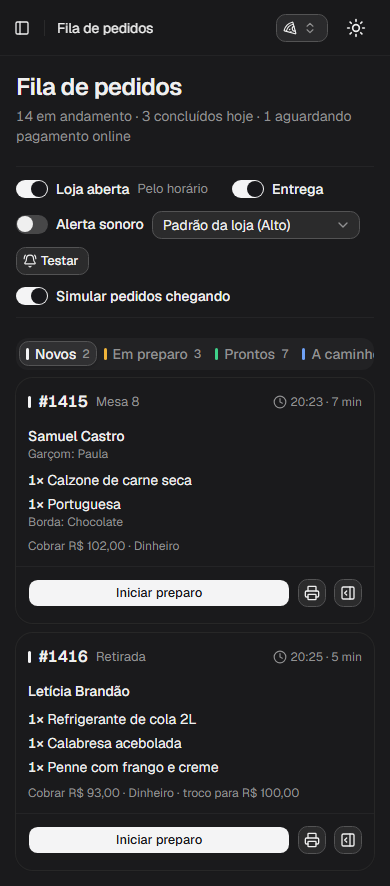 Fila de pedidos
Fila de pedidos
14 em andamento · 3 concluídos hoje · 1 aguardando
pagamento online
Loja aberta Pelo horário Entrega
Alerta sonoro Padrão da loja (Alto)
Testar
Simular pedidos chegando
Novos 2 Em preparo 3 Prontos 7 A caminho
#1415 Mesa 8 20:23 · 7 min
Samuel Castro
Garçom: Paula
1× Calzone de carne seca
1× Portuguesa
Borda: Chocolate
Cobrar R$ 102,00 · Dinheiro
Iniciar preparo
#1416 Retirada 20:25 · 5 min
Letícia Brandão
1× Refrigerante de cola 2L
1× Calabresa acebolada
1× Penne com frango e creme
Cobrar R$ 93,00 · Dinheiro · troco para R$ 100,00
Iniciar preparo